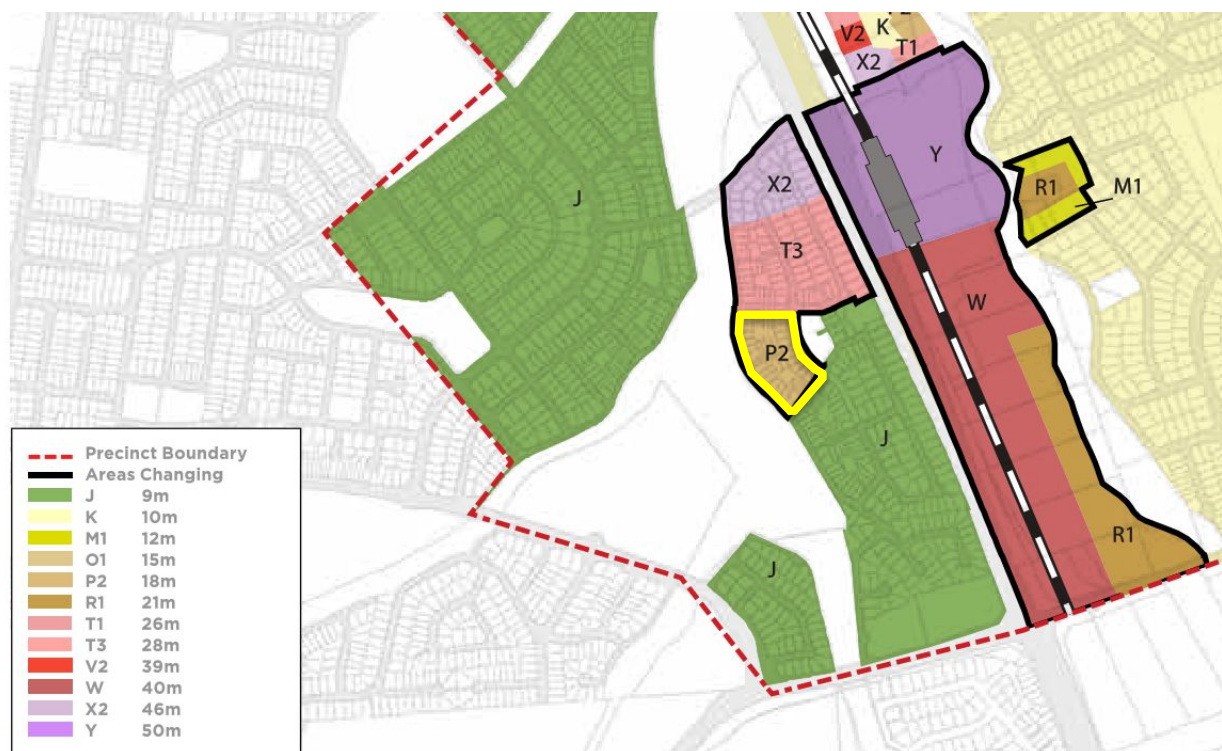 V2
K
T1
X2
Y
J
X2
R1
M1
T3
W
P2
J
R1
J
Precinct Boundary
Areas Changing
J 9m
K 10m
M1 12m
O1 15m
P2 18m
R1 21m
T1 26m
T3 28m
V2 39m
W 40m
X2 46m
Y 50m